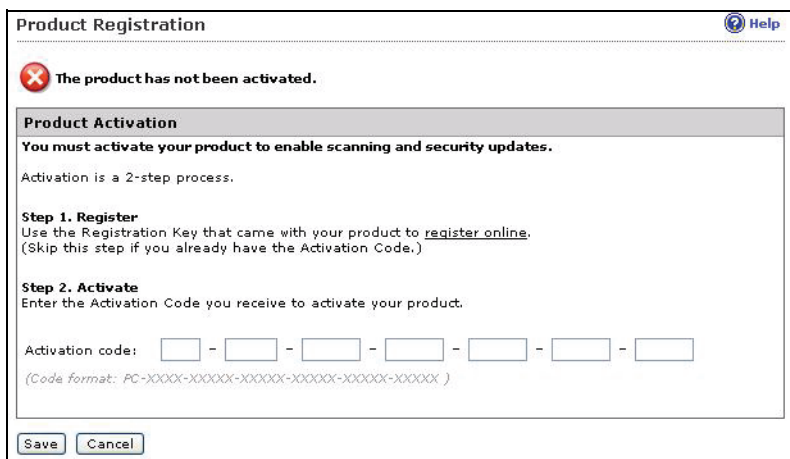 Product Registration
Help
The product has not been activated.
Product Activation
You must activate your product to enable scanning and security updates.
Activation is a 2-step process.
Step 1. Register
Use the Registration Key that came with your product to register online.
(Skip this step if you already have the Activation Code.)
Step 2. Activate
Enter the Activation Code you receive to activate your product.
Activation code: - - - - - -
(Code format: PC-XXXX-XXXXX-XXXXX-XXXXX-XXXXX-XXXXX )
Save Cancel